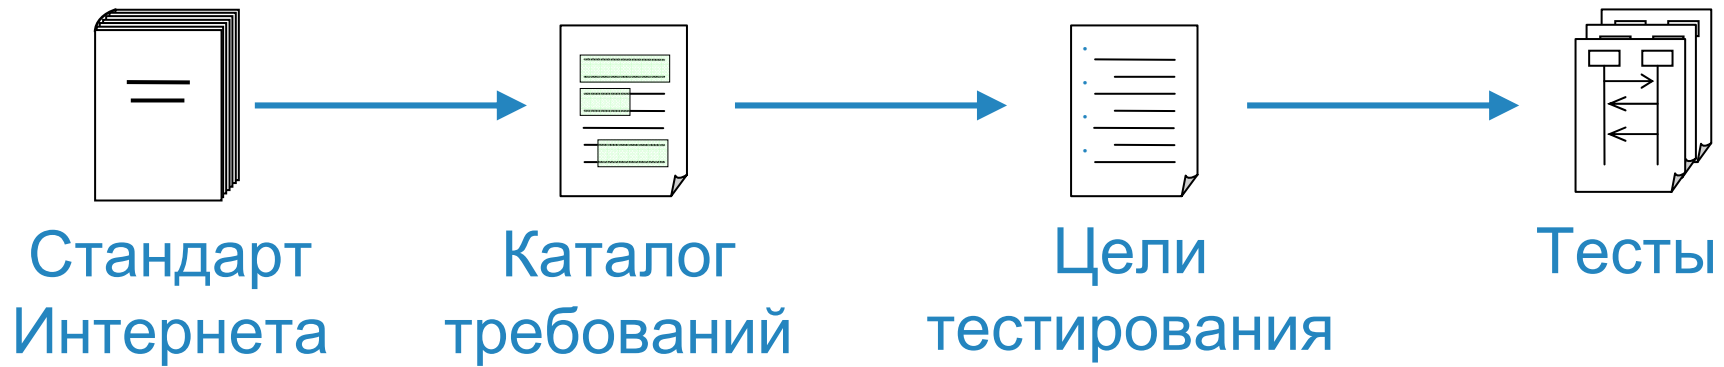 Стандарт
Интернета
Каталог
требований
Цели
тестирования
Тесты